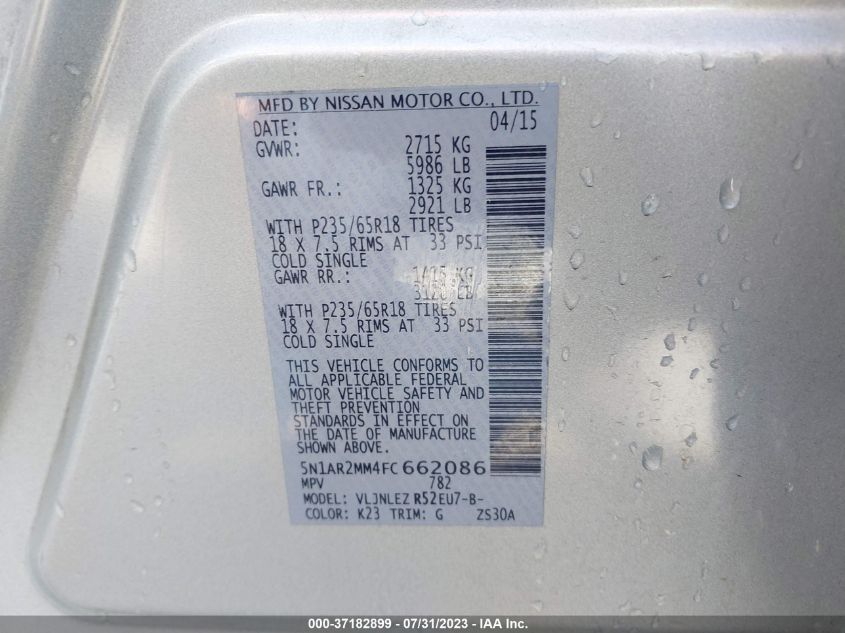 MFD BY NISSAN MOTOR CO., LTD.
DATE: 04/15
GVWR: 2715 KG
5986 LB
GAWR FR.: 1325 KG
2921 LB
WITH P235/65R18 TIRES
18 X 7.5 RIMS AT 33 PSI
COLD SINGLE
GAWR RR.: KG
LB
WITH P235/65R18 TIRES
18 X 7.5 RIMS AT 33 PSI
COLD SINGLE
THIS VEHICLE CONFORMS TO
ALL APPLICABLE FEDERAL
MOTOR VEHICLE SAFETY AND
THEFT PREVENTION
STANDARDS IN EFFECT ON
THE DATE OF MANUFACTURE
SHOWN ABOVE.
5N1AR2MM4FC662086
MPV 782
MODEL: VLJNLEZ R52EU7-B-
COLOR: K23 TRIM: G ZS30A
000-37182899 - 07/31/2023 - IAA Inc.